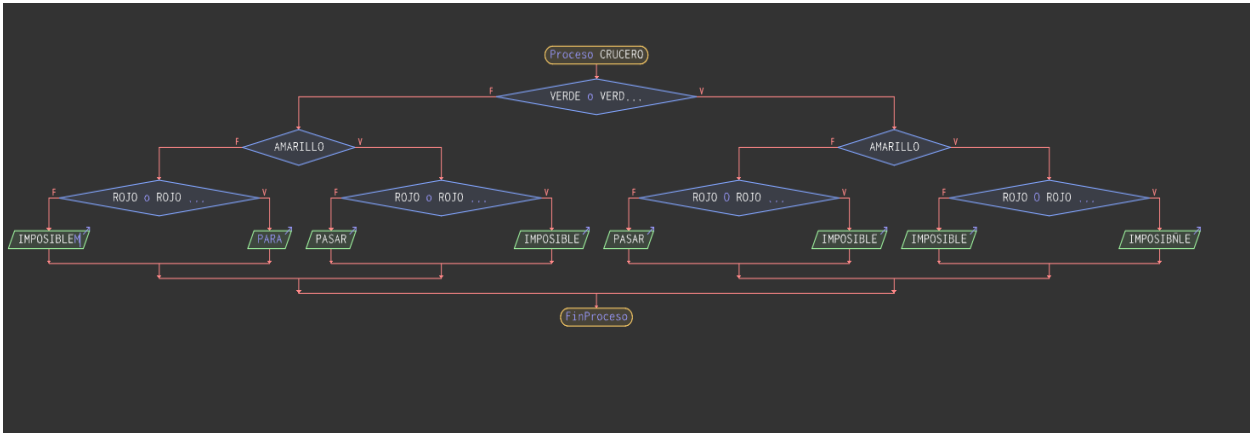 Proceso CRUCERO
VERDE o VERD...
F
V
AMARILLO
F
V
AMARILLO
F
V
ROJO o ROJO ...
F
V
ROJO o ROJO ...
F
V
ROJO O ROJO ...
F
V
ROJO O ROJO ...
F
V
IMPOSIBLEM
PARA
PASAR
IMPOSIBLE
PASAR
IMPOSIBLE
IMPOSIBLE
IMPOSIBÑLE
FinProceso